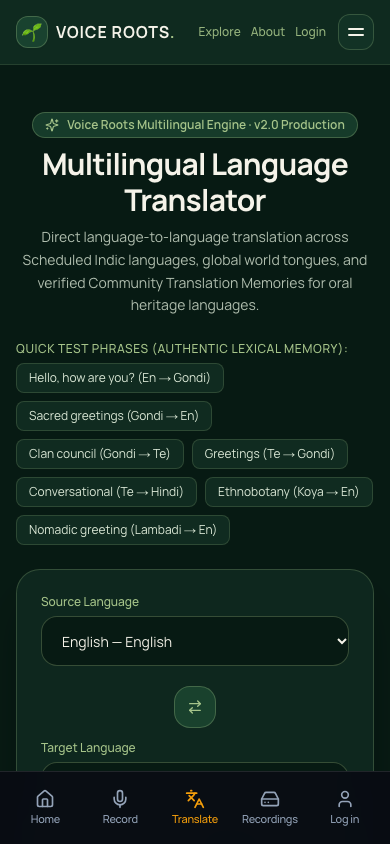 VOICE ROOTS.
Explore About Login
Voice Roots Multilingual Engine · v2.0 Production
Multilingual Language
Translator
Direct language-to-language translation across
Scheduled Indic languages, global world tongues, and
verified Community Translation Memories for oral
heritage languages.
QUICK TEST PHRASES (AUTHENTIC LEXICAL MEMORY):
Hello, how are you? (En → Gondi)
Sacred greetings (Gondi → En)
Clan council (Gondi → Te) Greetings (Te → Gondi)
Conversational (Te → Hindi) Ethnobotany (Koya → En)
Nomadic greeting (Lambadi → En)
Source Language
English — English
Target Language
Home Record Translate Recordings Log in